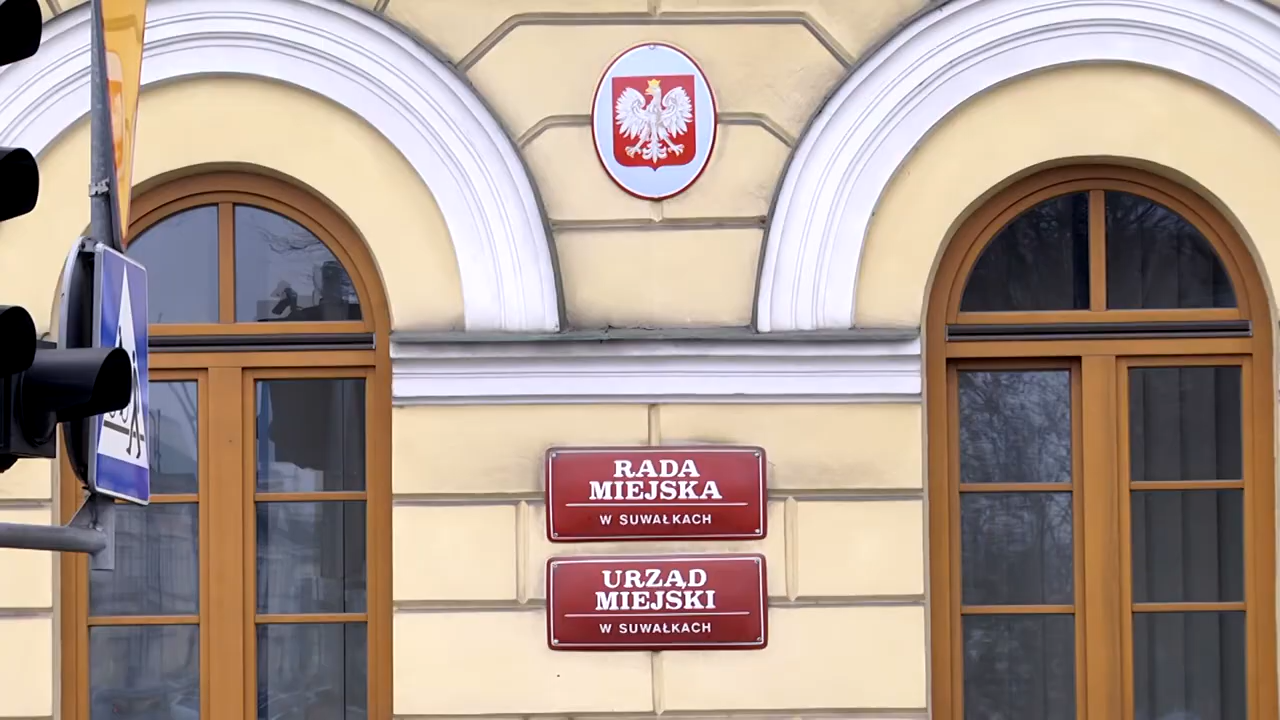 RADA
MIEJSKA
W SUWAŁKACH
URZĄD
MIEJSKI
W SUWAŁKACH